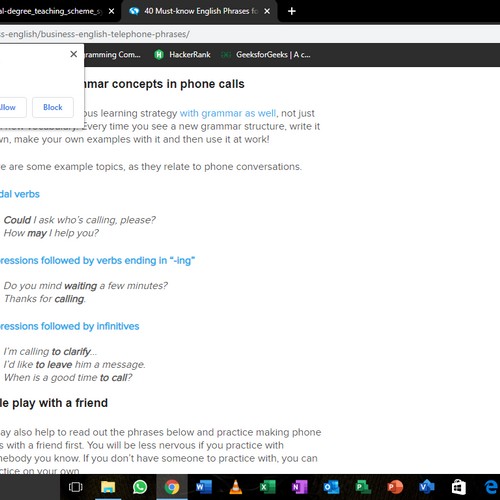 al-degree_teaching_scheme_s
40 Must-know English Phrases fo
ss-english/business-english-telephone-phrases/
gramming Com...
HackerRank
GeeksforGeeks | A c...
llow
Block
mar concepts in phone calls
ous learning strategy with grammar as well, not just
Every time you see a new grammar structure, write it
wn, make your own examples with it and then use it at work!
re are some example topics, as they relate to phone conversations.
dal verbs
Could I ask who's calling, please?
How may I help you?
pressions followed by verbs ending in “-ing”
Do you mind waiting a few minutes?
Thanks for calling.
pressions followed by infinitives
I'm calling to clarify...
I'd like to leave him a message.
When is a good time to call?
le play with a friend
ay also help to read out the phrases below and practice making phone
s with a friend first. You will be less nervous if you practice with
mebody you know. If you don't have someone to practice with, you can
ctice on your own